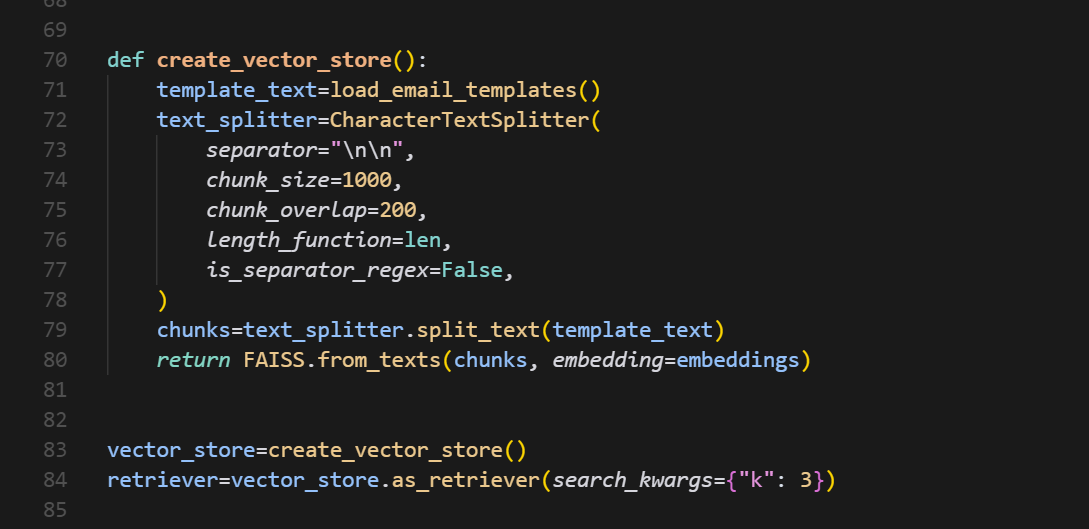 68
69
70 def create_vector_store():
71     template_text=load_email_templates()
72     text_splitter=CharacterTextSplitter(
73         separator="\n\n",
74         chunk_size=1000,
75         chunk_overlap=200,
76         length_function=len,
77         is_separator_regex=False,
78     )
79     chunks=text_splitter.split_text(template_text)
80     return FAISS.from_texts(chunks, embedding=embeddings)
81
82
83 vector_store=create_vector_store()
84 retriever=vector_store.as_retriever(search_kwargs={"k": 3})
85